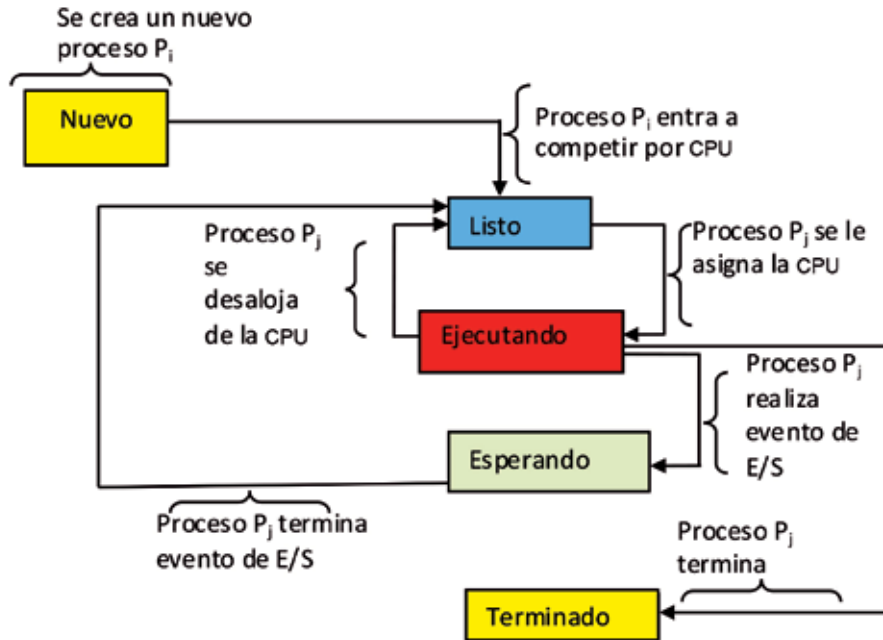 Se crea un nuevo
proceso Pi
Nuevo
Proceso Pi entra a
competir por CPU
Listo
Proceso Pj
se
desaloja
de la CPU
Proceso Pj se le
asigna la CPU
Ejecutando
Proceso Pj
realiza
evento de
E/S
Esperando
Proceso Pj termina
evento de E/S
Proceso Pj
termina
Terminado